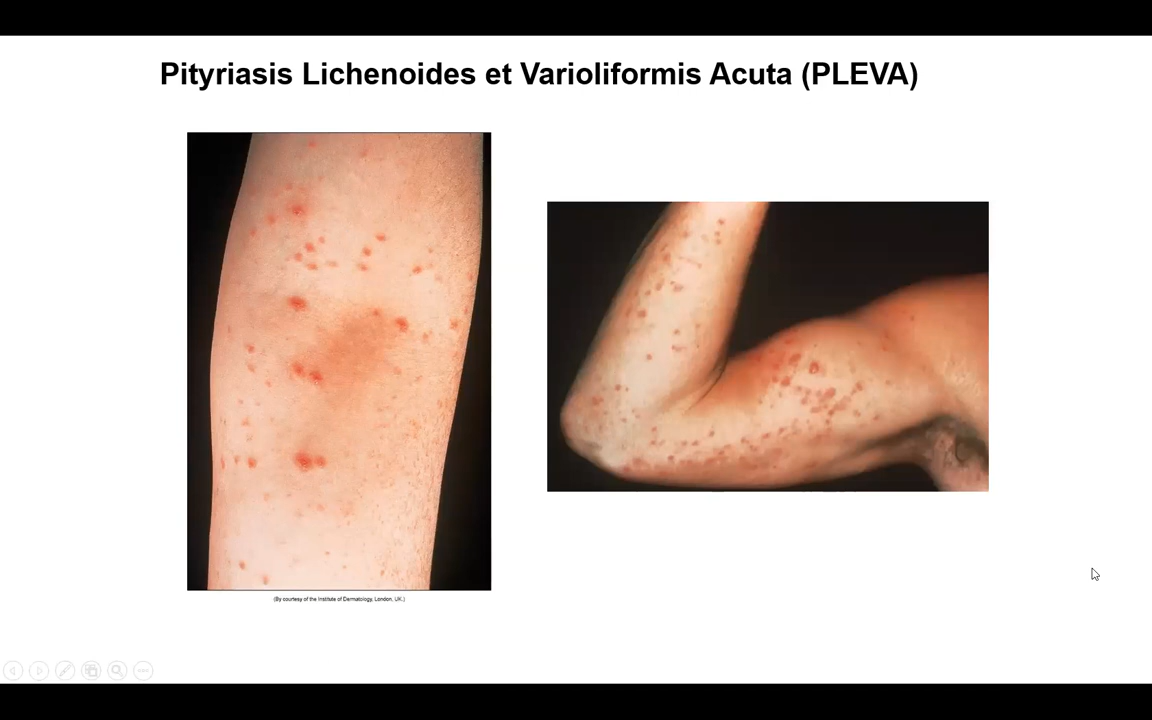 Pityriasis Lichenoides et Varioliformis Acuta (PLEVA)
(By courtesy of the Institute of Dermatology, London, UK.)